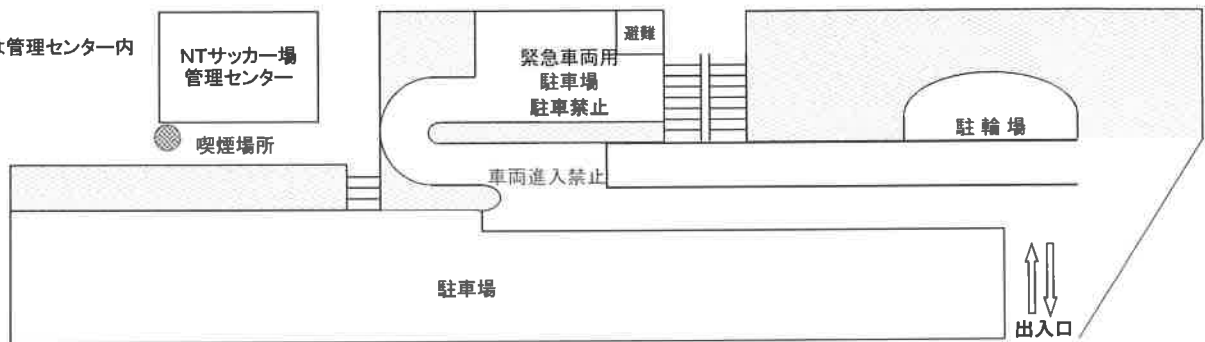 管理センター内
NTサッカー場
管理センター
喫煙場所
避難
緊急車両用
駐車場
駐車禁止
駐輪場
車両進入禁止
駐車場
出入口